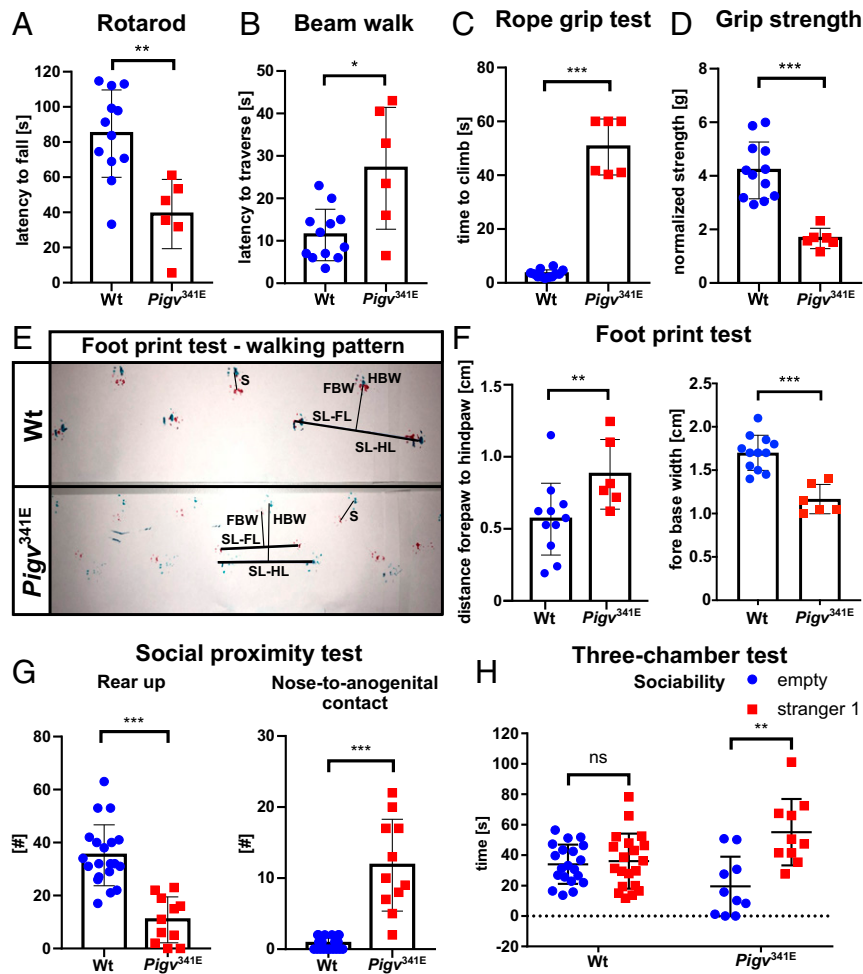 A Rotarod
latency to fall [s]
120
100
80
60
40
20
0
**
Wt Pigv341E
B Beam walk
latency to traverse [s]
50
40
30
20
10
0
*
Wt Pigv341E
C Rope grip test
time to climb [s]
80
60
40
20
0
***
Wt Pigv341E
D Grip strength
normalized strength [g]
8
6
4
2
0
***
Wt Pigv341E
E Foot print test - walking pattern
Wt
S
FBW HBW
SL-FL
SL-HL
Pigv341E
FBW HBW
SL-FL
SL-HL
S
F Foot print test
distance forepaw to hindpaw [cm]
1.5
1.0
0.5
0.0
**
Wt Pigv341E
fore base width [cm]
2.5
2.0
1.5
1.0
0.5
0.0
***
Wt Pigv341E
G Social proximity test
Rear up
[#]
80
60
40
20
0
***
Wt Pigv341E
Nose-to-anogenital
contact
[#]
30
20
10
0
***
Wt Pigv341E
H Three-chamber test
Sociability
empty
stranger 1
time [s]
120
100
80
60
40
20
0
-20
ns
**
Wt Pigv341E